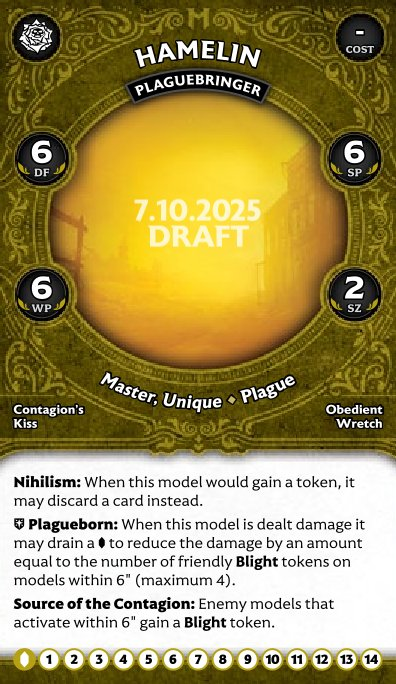 -
COST
HAMELIN
PLAGUEBRINGER
6
DF
6
SP
7.10.2025
DRAFT
6
WP
2
SZ
Master, Unique ⬥ Plague
Contagion's
Kiss
Obedient
Wretch
Nihilism: When this model would gain a token, it
may discard a card instead.
Plagueborn: When this model is dealt damage it
may drain a to reduce the damage by an amount
equal to the number of friendly Blight tokens on
models within 6" (maximum 4).
Source of the Contagion: Enemy models that
activate within 6" gain a Blight token.
1 2 3 4 5 6 7 8 9 10 11 12 13 14